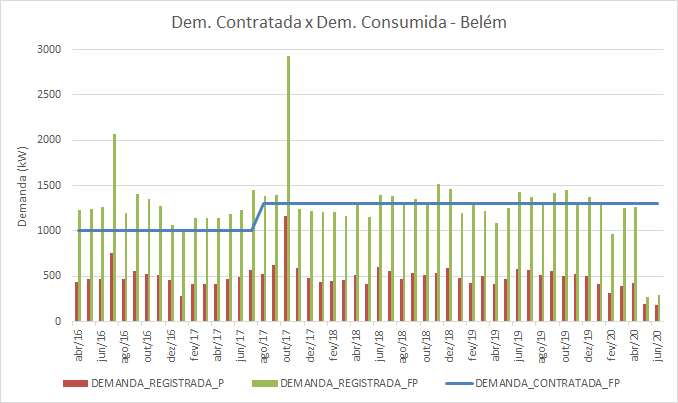 Dem. Contratada x Dem. Consumida - Belém
Demanda (kW)
3000
2500
2000
1500
1000
500
0
abr/16
jun/16
ago/16
out/16
dez/16
fev/17
abr/17
jun/17
ago/17
out/17
dez/17
fev/18
abr/18
jun/18
ago/18
out/18
dez/18
fev/19
abr/19
jun/19
ago/19
out/19
dez/19
fev/20
abr/20
jun/20
DEMANDA_REGISTRADA_P
DEMANDA_REGISTRADA_FP
DEMANDA_CONTRATADA_FP